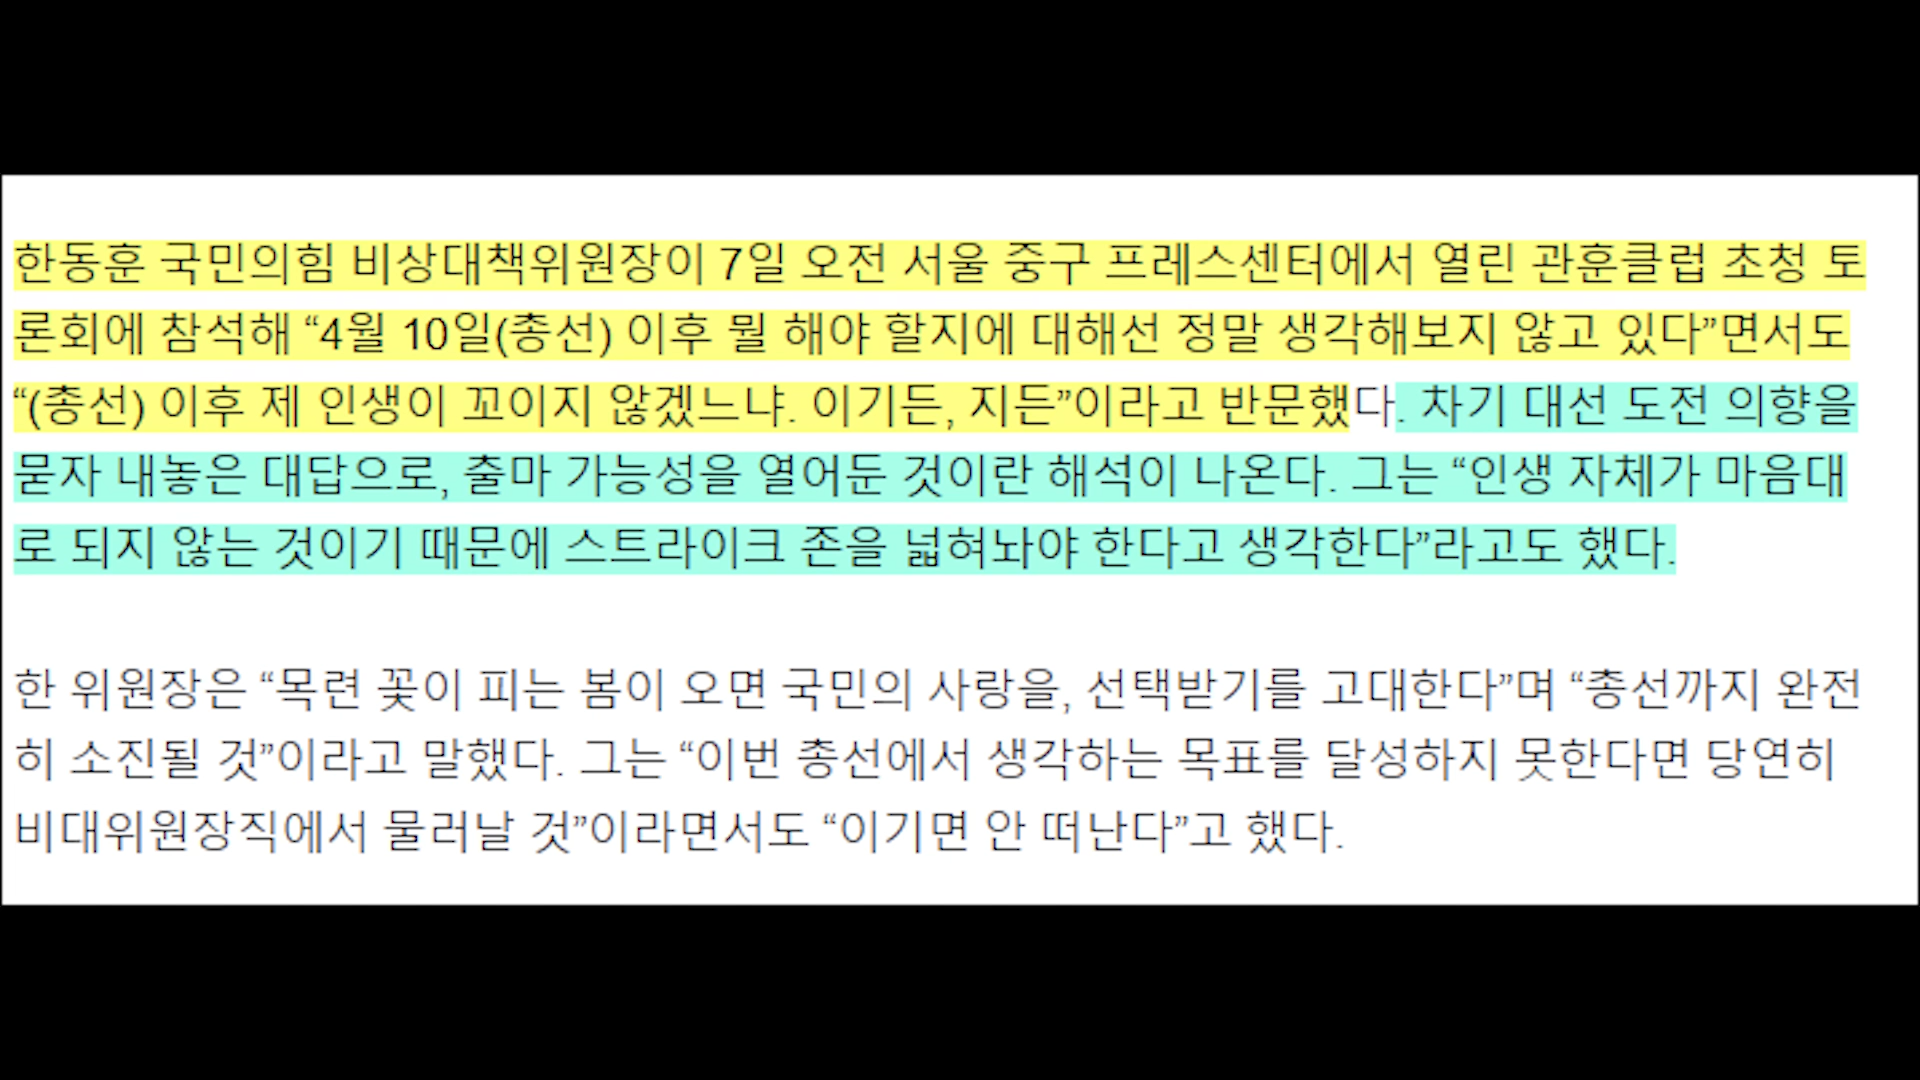 한동훈 국민의힘 비상대책위원장이 7일 오전 서울 중구 프레스센터에서 열린 관훈클럽 초청 토
론회에 참석해 “4월 10일(총선) 이후 뭘 해야 할지에 대해선 정말 생각해보지 않고 있다”면서도
“(총선) 이후 제 인생이 꼬이지 않겠느냐. 이기든, 지든”이라고 반문했다. 차기 대선 도전 의향을
묻자 내놓은 대답으로, 출마 가능성을 열어둔 것이란 해석이 나온다. 그는 “인생 자체가 마음대
로 되지 않는 것이기 때문에 스트라이크 존을 넓혀놔야 한다고 생각한다”라고도 했다.
한 위원장은 “목련 꽃이 피는 봄이 오면 국민의 사랑을, 선택받기를 고대한다”며 “총선까지 완전
히 소진될 것”이라고 말했다. 그는 “이번 총선에서 생각하는 목표를 달성하지 못한다면 당연히
비대위원장직에서 물러날 것”이라면서도 “이기면 안 떠난다”고 했다.